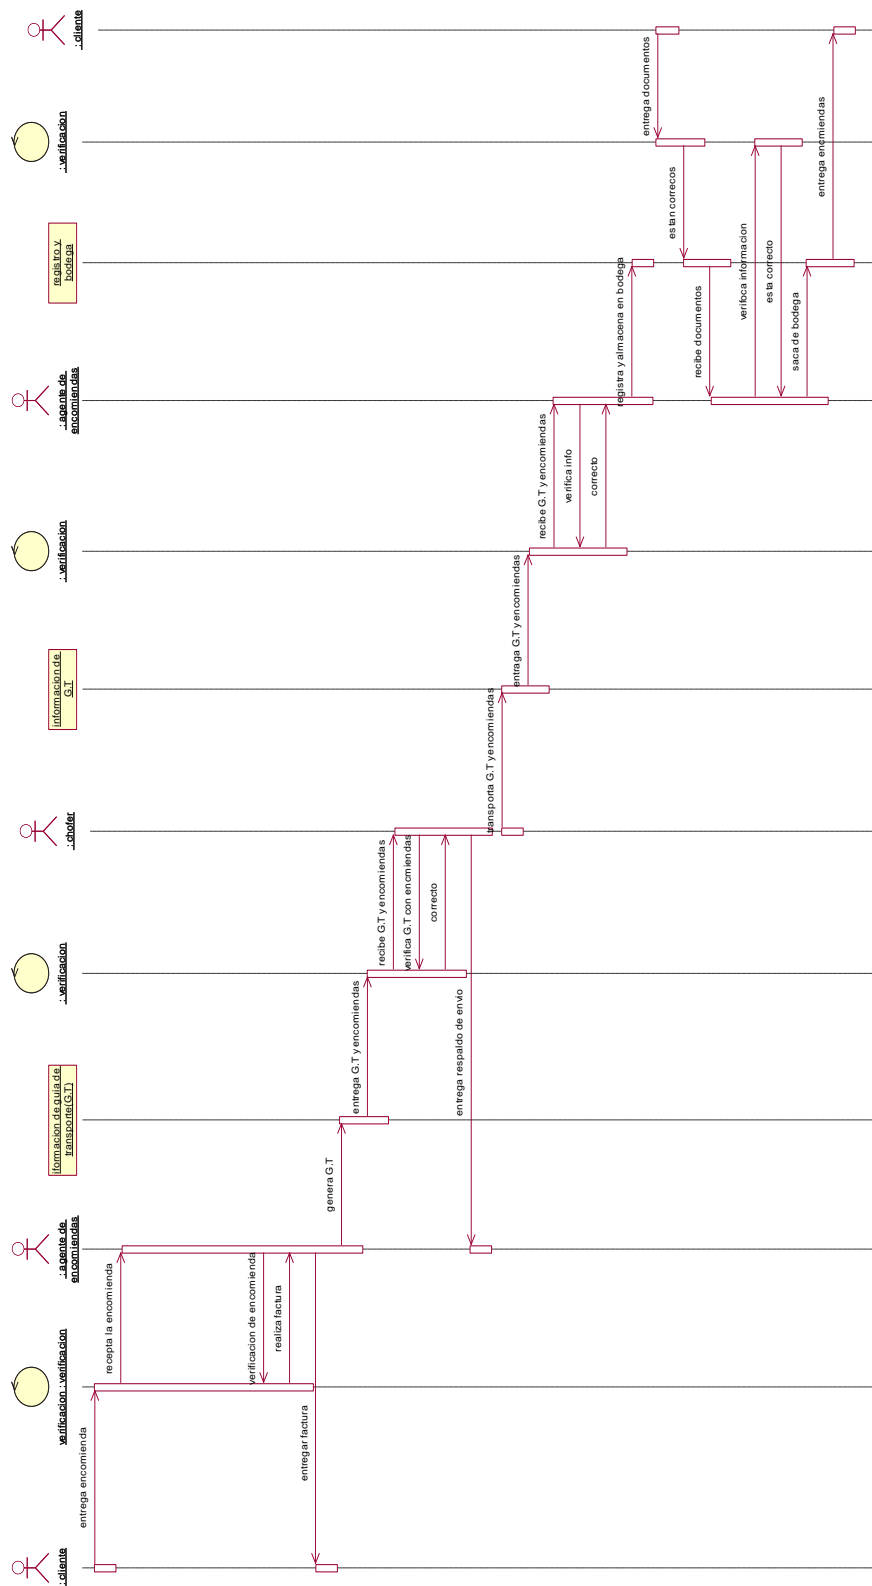 : cliente
verificacion : verificacion
: agente de
encomiendas
iformacion de guia de
transporte(G.T)
: verificacion
: chofer
informacion de
G.T
: verificacion
: agente de
encomiendas
registro y
bodega
: verificacion
: cliente
entrega encomienda
recepta la encomienda
verificacion de encomienda
realiza factura
entregar factura
genera G.T
entrega G.T y encomiendas
recibe G.T y encomiendas
verifica G.T con encmiendas
correcto
entrega respaldo de envio
transporta G.T y encomiendas
entraga G.T y encomiendas
recibe G.T y encomiendas
verifica info
correcto
registra y almacena en bodega
entrega documentos
estan correcos
recibe documentos
verifoca informacion
esta correcto
saca de bodega
entrega encmiendas